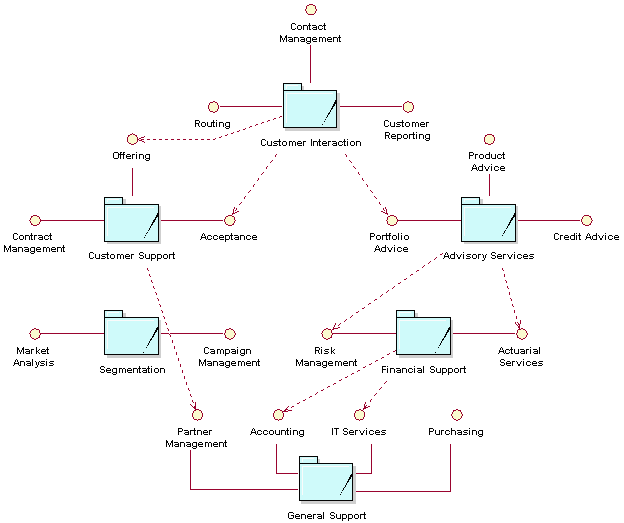 Contact
Management
Routing
Customer
Reporting
Customer Interaction
Offering
Product
Advice
Contract
Management
Customer Support
Acceptance
Portfolio
Advice
Advisory Services
Credit Advice
Market
Analysis
Segmentation
Campaign
Management
Risk
Management
Financial Support
Actuarial
Services
Partner
Management
Accounting
IT Services
Purchasing
General Support